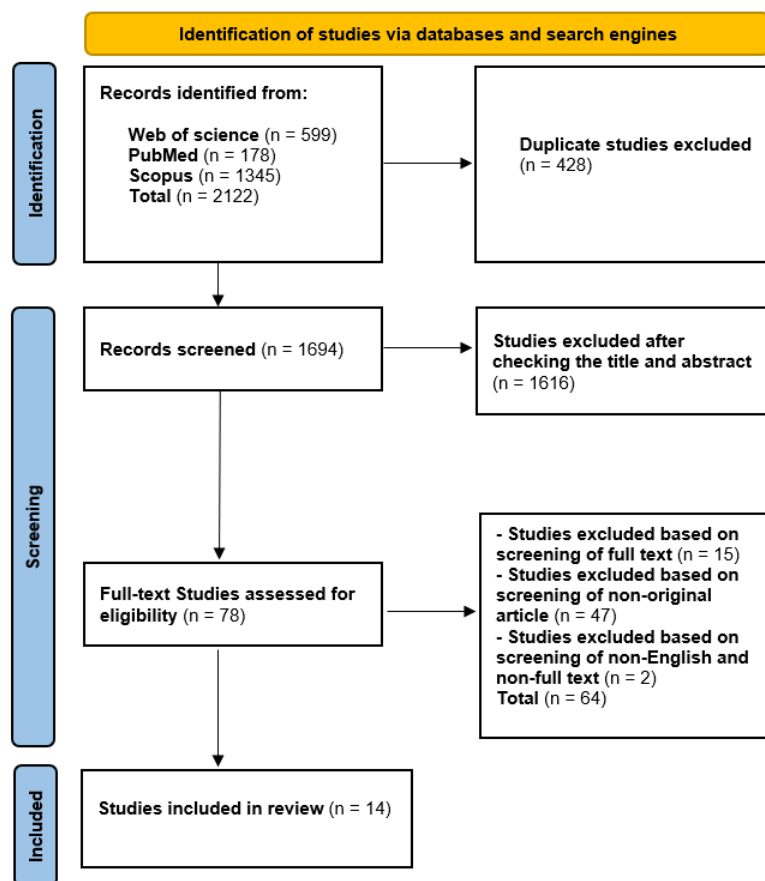 Identification of studies via databases and search engines
Identification
Records identified from:
Web of science (n = 599)
PubMed (n = 178)
Scopus (n = 1345)
Total (n = 2122)
Duplicate studies excluded
(n = 428)
Screening
Records screened (n = 1694)
Studies excluded after
checking the title and abstract
(n = 1616)
Full-text Studies assessed for
eligibility (n = 78)
- Studies excluded based on
screening of full text (n = 15)
- Studies excluded based on
screening of non-original
article (n = 47)
- Studies excluded based on
screening of non-English and
non-full text (n = 2)
Total (n = 64)
Included
Studies included in review (n = 14)